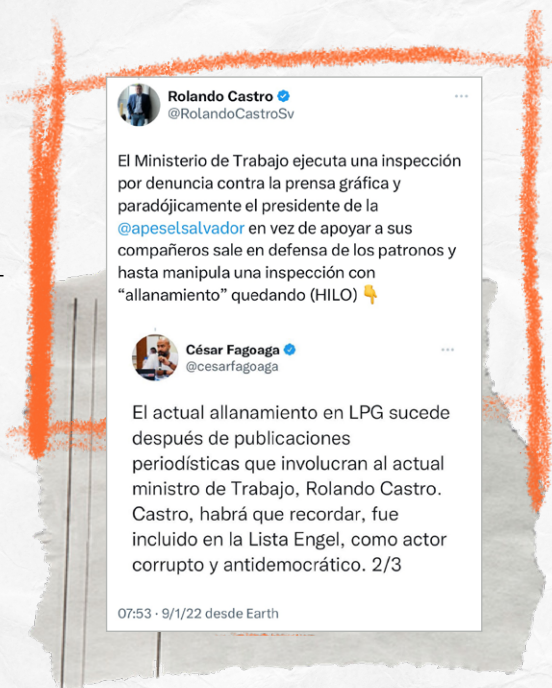 Rolando Castro
@RolandoCastroSv
El Ministerio de Trabajo ejecuta una inspección
por denuncia contra la prensa gráfica y
paradójicamente el presidente de la
@apeselsalvador en vez de apoyar a sus
compañeros sale en defensa de los patronos y
hasta manipula una inspección con
“allanamiento” quedando (HILO) 👇
César Fagoaga
@cesarfagoaga
El actual allanamiento en LPG sucede
después de publicaciones
periodísticas que involucran al actual
ministro de Trabajo, Rolando Castro.
Castro, habrá que recordar, fue
incluido en la Lista Engel, como actor
corrupto y antidemocrático. 2/3
07:53 · 9/1/22 desde Earth